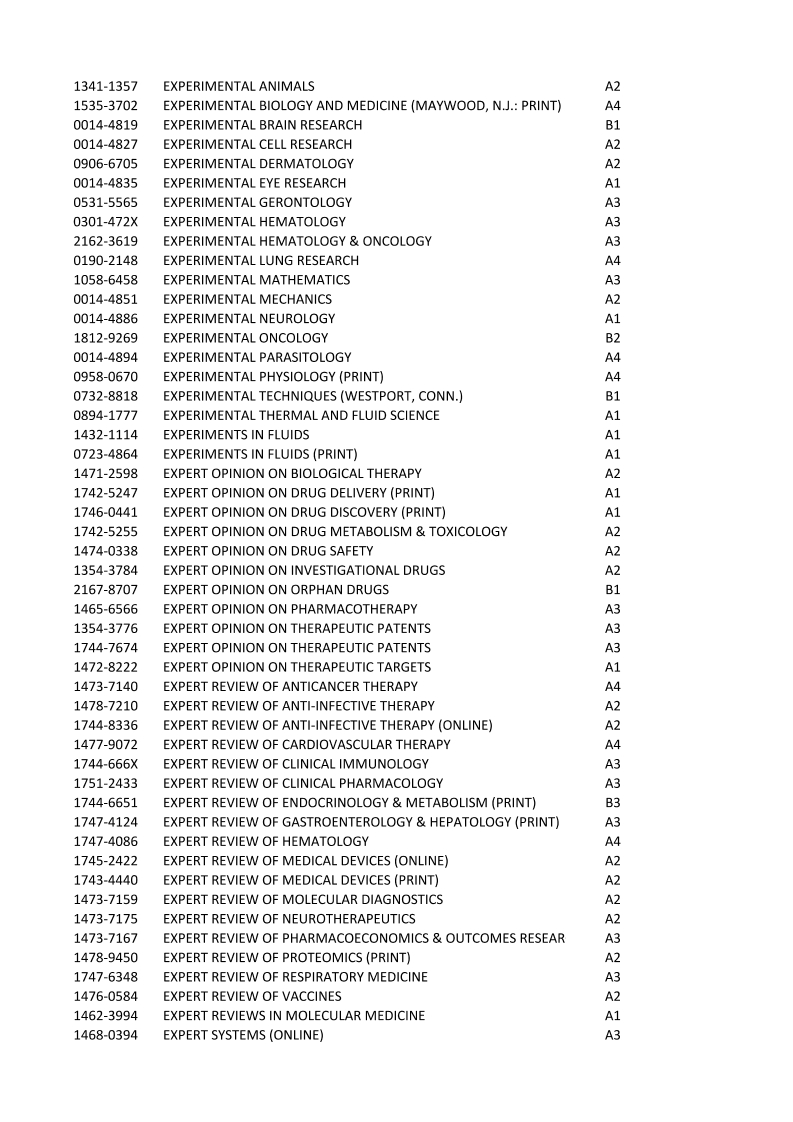 1341-1357 EXPERIMENTAL ANIMALS A2
1535-3702 EXPERIMENTAL BIOLOGY AND MEDICINE (MAYWOOD, N.J.: PRINT) A4
0014-4819 EXPERIMENTAL BRAIN RESEARCH B1
0014-4827 EXPERIMENTAL CELL RESEARCH A2
0906-6705 EXPERIMENTAL DERMATOLOGY A2
0014-4835 EXPERIMENTAL EYE RESEARCH A1
0531-5565 EXPERIMENTAL GERONTOLOGY A3
0301-472X EXPERIMENTAL HEMATOLOGY A3
2162-3619 EXPERIMENTAL HEMATOLOGY & ONCOLOGY A3
0190-2148 EXPERIMENTAL LUNG RESEARCH A4
1058-6458 EXPERIMENTAL MATHEMATICS A3
0014-4851 EXPERIMENTAL MECHANICS A2
0014-4886 EXPERIMENTAL NEUROLOGY A1
1812-9269 EXPERIMENTAL ONCOLOGY B2
0014-4894 EXPERIMENTAL PARASITOLOGY A4
0958-0670 EXPERIMENTAL PHYSIOLOGY (PRINT) A4
0732-8818 EXPERIMENTAL TECHNIQUES (WESTPORT, CONN.) B1
0894-1777 EXPERIMENTAL THERMAL AND FLUID SCIENCE A1
1432-1114 EXPERIMENTS IN FLUIDS A1
0723-4864 EXPERIMENTS IN FLUIDS (PRINT) A1
1471-2598 EXPERT OPINION ON BIOLOGICAL THERAPY A2
1742-5247 EXPERT OPINION ON DRUG DELIVERY (PRINT) A1
1746-0441 EXPERT OPINION ON DRUG DISCOVERY (PRINT) A1
1742-5255 EXPERT OPINION ON DRUG METABOLISM & TOXICOLOGY A2
1474-0338 EXPERT OPINION ON DRUG SAFETY A2
1354-3784 EXPERT OPINION ON INVESTIGATIONAL DRUGS A2
2167-8707 EXPERT OPINION ON ORPHAN DRUGS B1
1465-6566 EXPERT OPINION ON PHARMACOTHERAPY A3
1354-3776 EXPERT OPINION ON THERAPEUTIC PATENTS A3
1744-7674 EXPERT OPINION ON THERAPEUTIC PATENTS A3
1472-8222 EXPERT OPINION ON THERAPEUTIC TARGETS A1
1473-7140 EXPERT REVIEW OF ANTICANCER THERAPY A4
1478-7210 EXPERT REVIEW OF ANTI-INFECTIVE THERAPY A2
1744-8336 EXPERT REVIEW OF ANTI-INFECTIVE THERAPY (ONLINE) A2
1477-9072 EXPERT REVIEW OF CARDIOVASCULAR THERAPY A4
1744-666X EXPERT REVIEW OF CLINICAL IMMUNOLOGY A3
1751-2433 EXPERT REVIEW OF CLINICAL PHARMACOLOGY A3
1744-6651 EXPERT REVIEW OF ENDOCRINOLOGY & METABOLISM (PRINT) B3
1747-4124 EXPERT REVIEW OF GASTROENTEROLOGY & HEPATOLOGY (PRINT) A3
1747-4086 EXPERT REVIEW OF HEMATOLOGY A4
1745-2422 EXPERT REVIEW OF MEDICAL DEVICES (ONLINE) A2
1743-4440 EXPERT REVIEW OF MEDICAL DEVICES (PRINT) A2
1473-7159 EXPERT REVIEW OF MOLECULAR DIAGNOSTICS A2
1473-7175 EXPERT REVIEW OF NEUROTHERAPEUTICS A2
1473-7167 EXPERT REVIEW OF PHARMACOECONOMICS & OUTCOMES RESEAR A3
1478-9450 EXPERT REVIEW OF PROTEOMICS (PRINT) A2
1747-6348 EXPERT REVIEW OF RESPIRATORY MEDICINE A3
1476-0584 EXPERT REVIEW OF VACCINES A2
1462-3994 EXPERT REVIEWS IN MOLECULAR MEDICINE A1
1468-0394 EXPERT SYSTEMS (ONLINE) A3